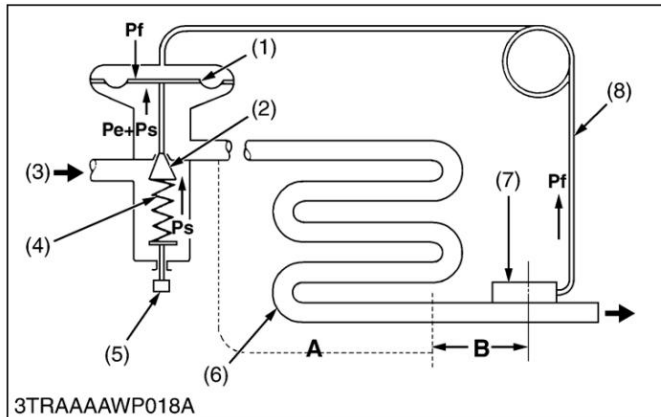 Pf
(1)
(2)
(8)
Pe+Ps
(3)
(7)
Pf
(4)
Ps
(5)
(6)
A
B
3TRAAAAWP018A